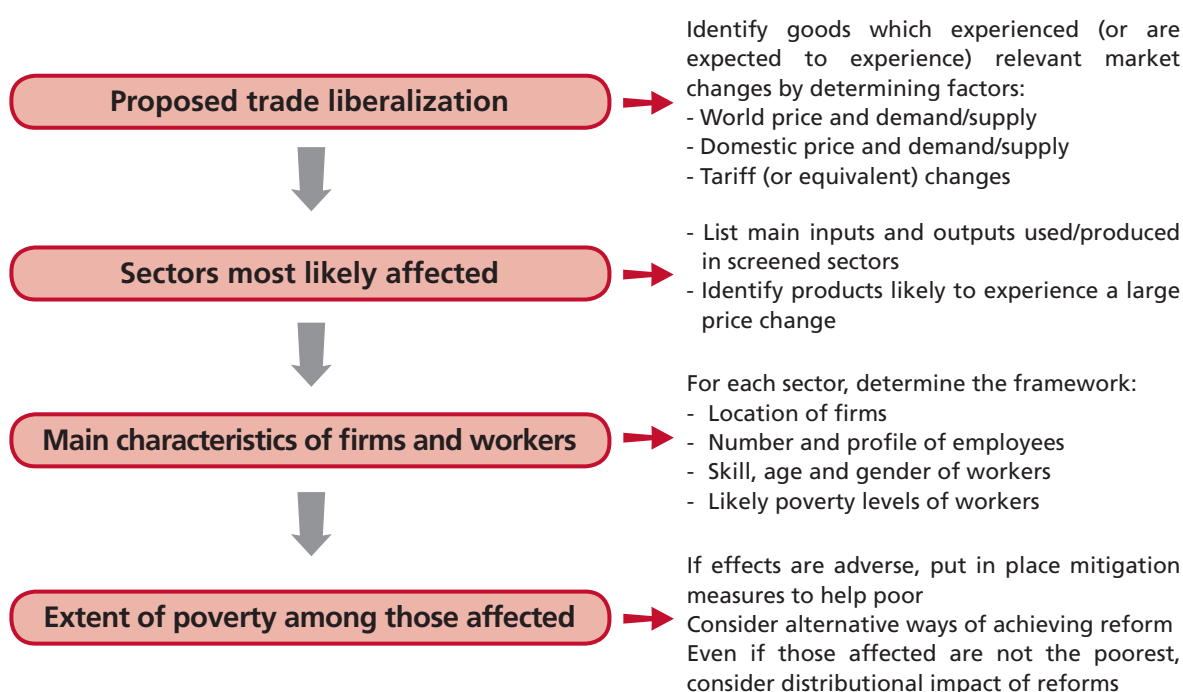 Proposed trade liberalization
Identify goods which experienced (or are
expected to experience) relevant market
changes by determining factors:
- World price and demand/supply
- Domestic price and demand/supply
- Tariff (or equivalent) changes
Sectors most likely affected
- List main inputs and outputs used/produced
in screened sectors
- Identify products likely to experience a large
price change
Main characteristics of firms and workers
For each sector, determine the framework:
- Location of firms
- Number and profile of employees
- Skill, age and gender of workers
- Likely poverty levels of workers
Extent of poverty among those affected
If effects are adverse, put in place mitigation
measures to help poor
Consider alternative ways of achieving reform
Even if those affected are not the poorest,
consider distributional impact of reforms